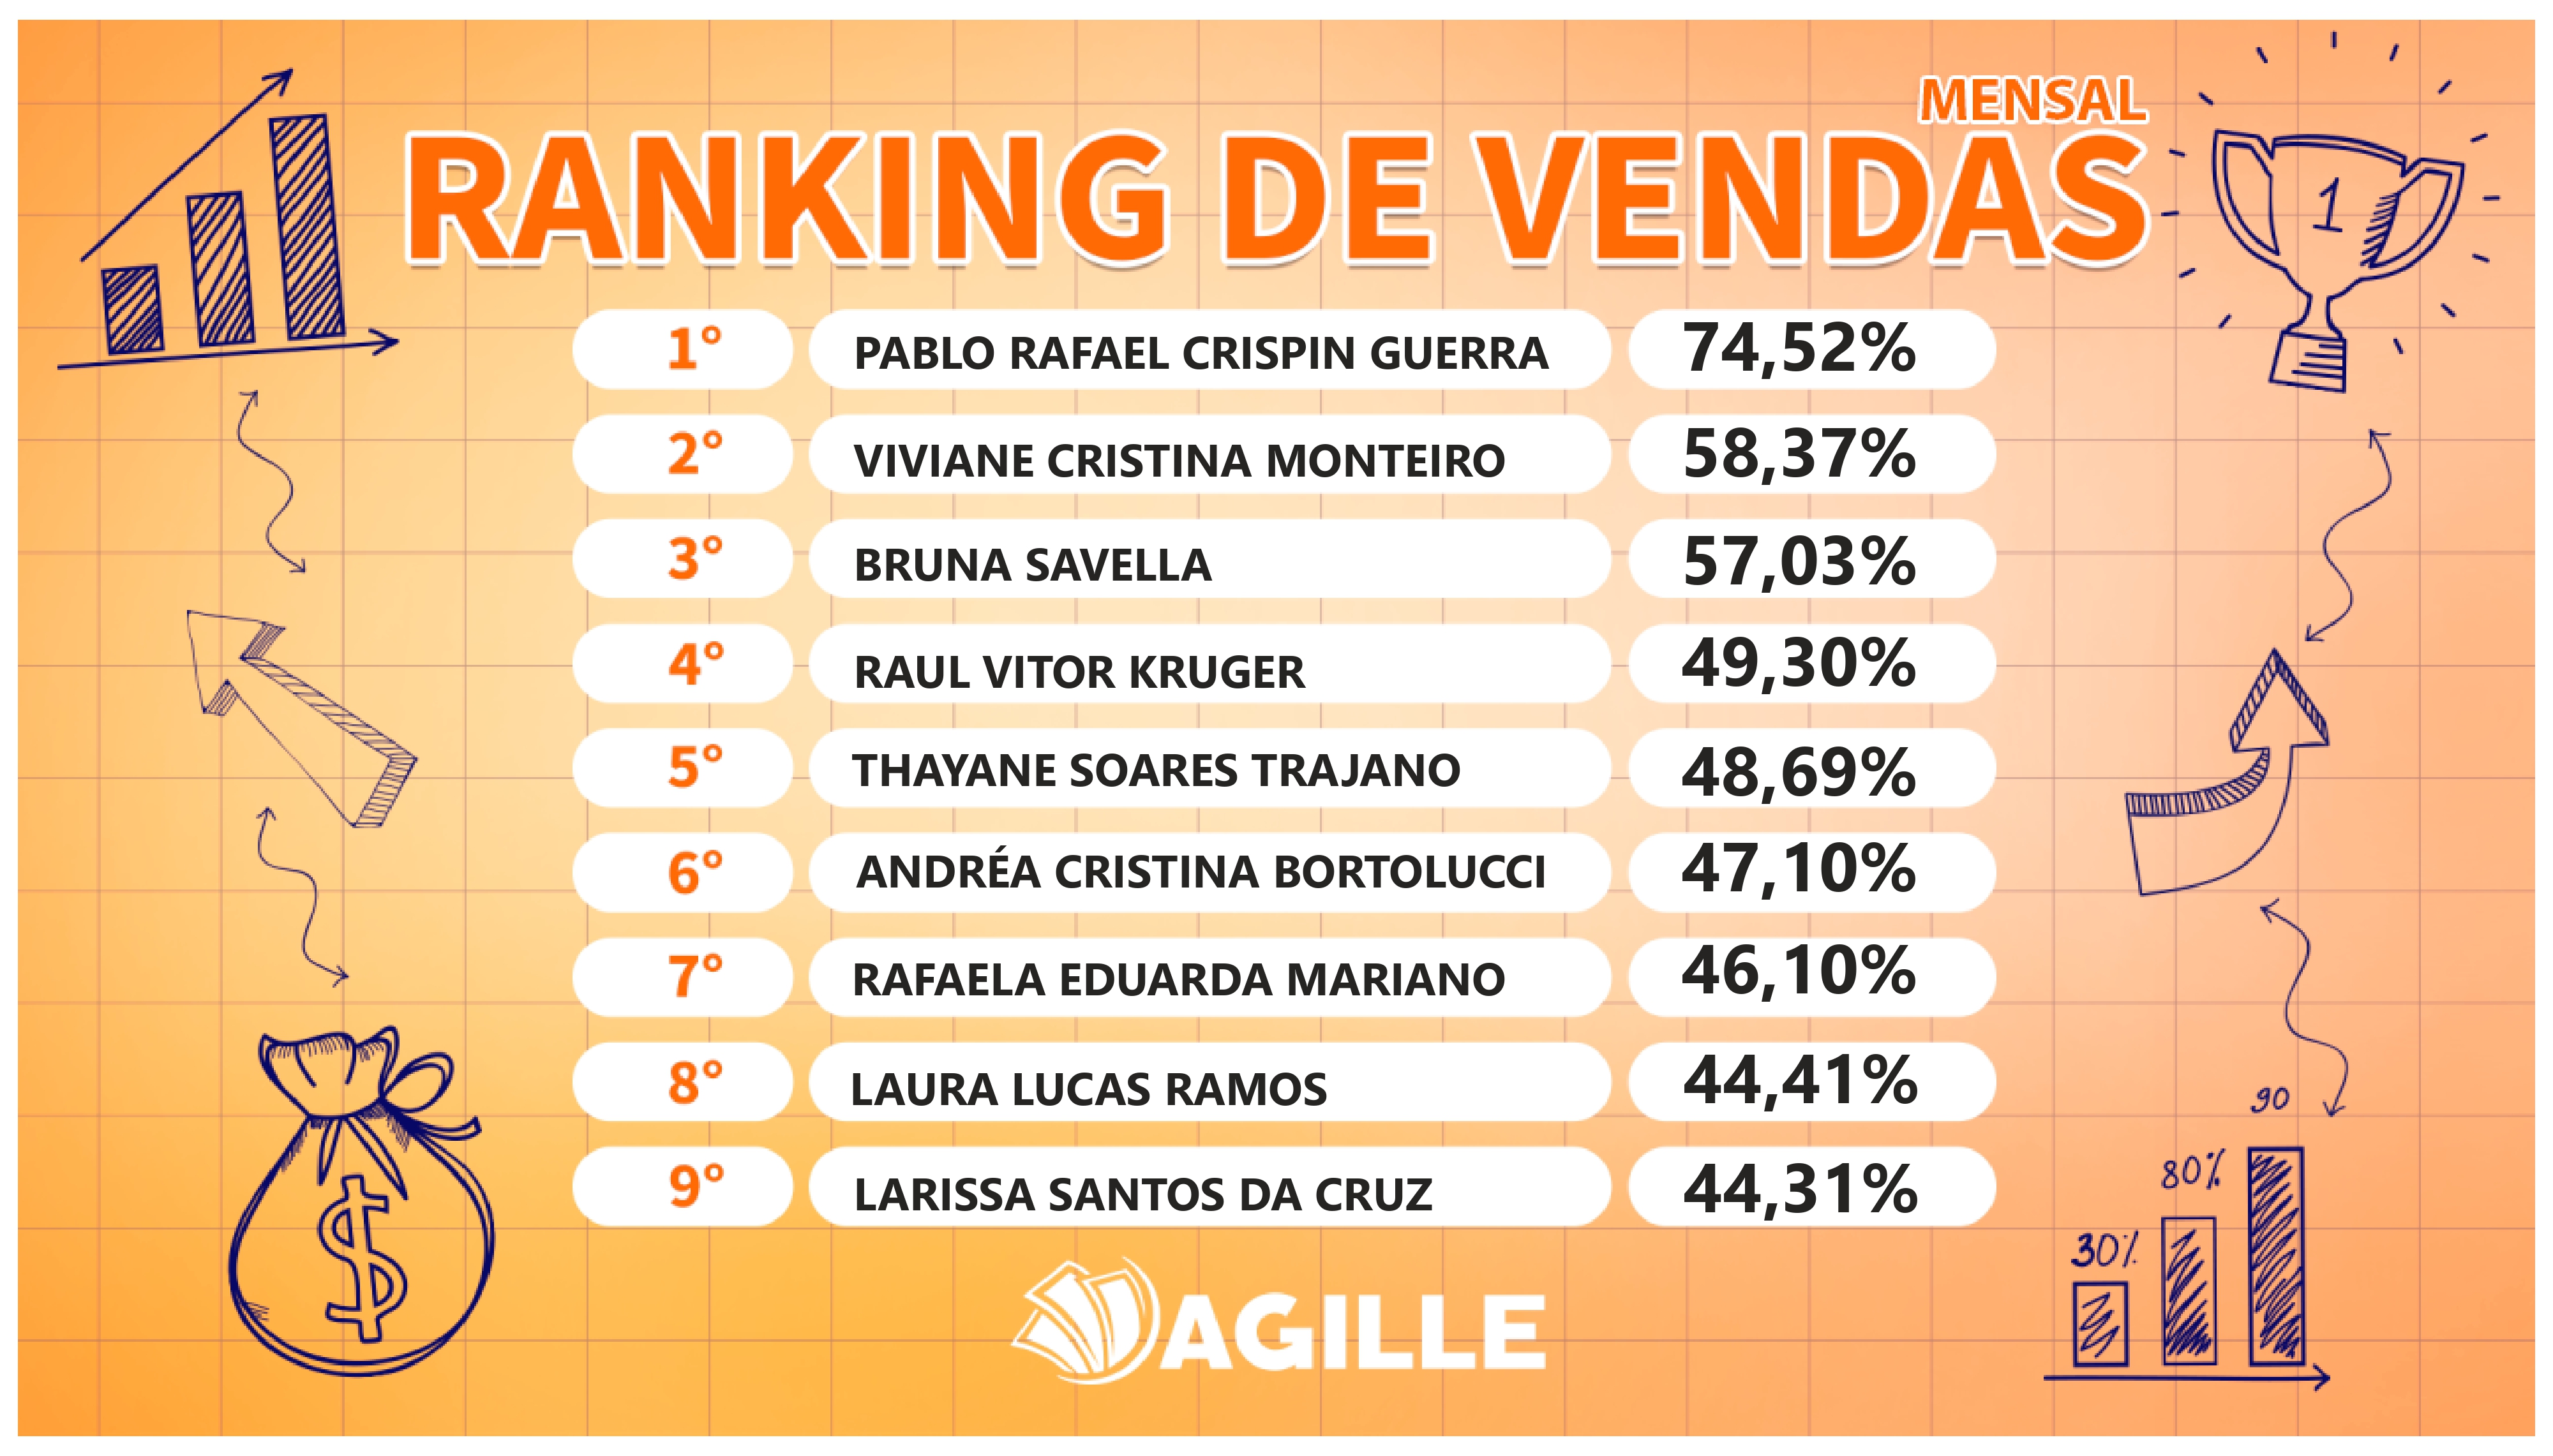 MENSAL
RANKING DE VENDAS
1
1° PABLO RAFAEL CRISPIN GUERRA 74,52%
2° VIVIANE CRISTINA MONTEIRO 58,37%
3° BRUNA SAVELLA 57,03%
4° RAUL VITOR KRUGER 49,30%
5° THAYANE SOARES TRAJANO 48,69%
6° ANDRÉA CRISTINA BORTOLUCCI 47,10%
7° RAFAELA EDUARDA MARIANO 46,10%
8° LAURA LUCAS RAMOS 44,41%
9° LARISSA SANTOS DA CRUZ 44,31%
$
90
80%
30%
AGILLE